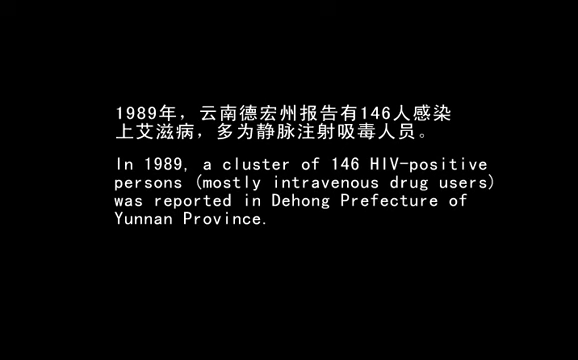 1989年，云南德宏州报告有146人感染
上艾滋病，多为静脉注射吸毒人员。
In 1989, a cluster of 146 HIV-positive
persons (mostly intravenous drug users)
was reported in Dehong Prefecture of
Yunnan Province.